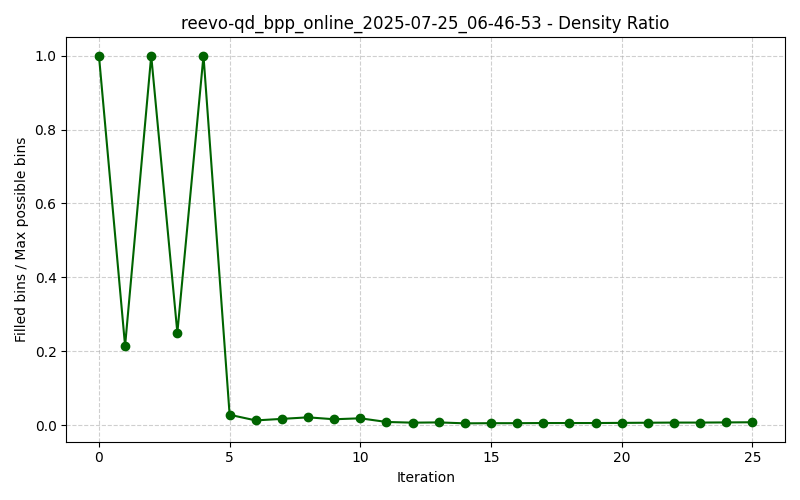 reevo-qd_bpp_online_2025-07-25_06-46-53 - Density Ratio
Filled bins / Max possible bins
1.0
0.8
0.6
0.4
0.2
0.0
0 5 10 15 20 25
Iteration